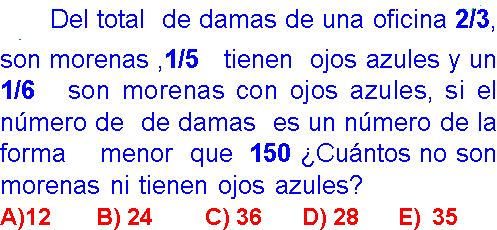 Del total de damas de una oficina 2/3,
son morenas ,1/5 tienen ojos azules y un
1/6 son morenas con ojos azules, si el
número de de damas es un número de la
forma menor que 150 ¿Cuántos no son
morenas ni tienen ojos azules?
A)12 B) 24 C) 36 D) 28 E) 35